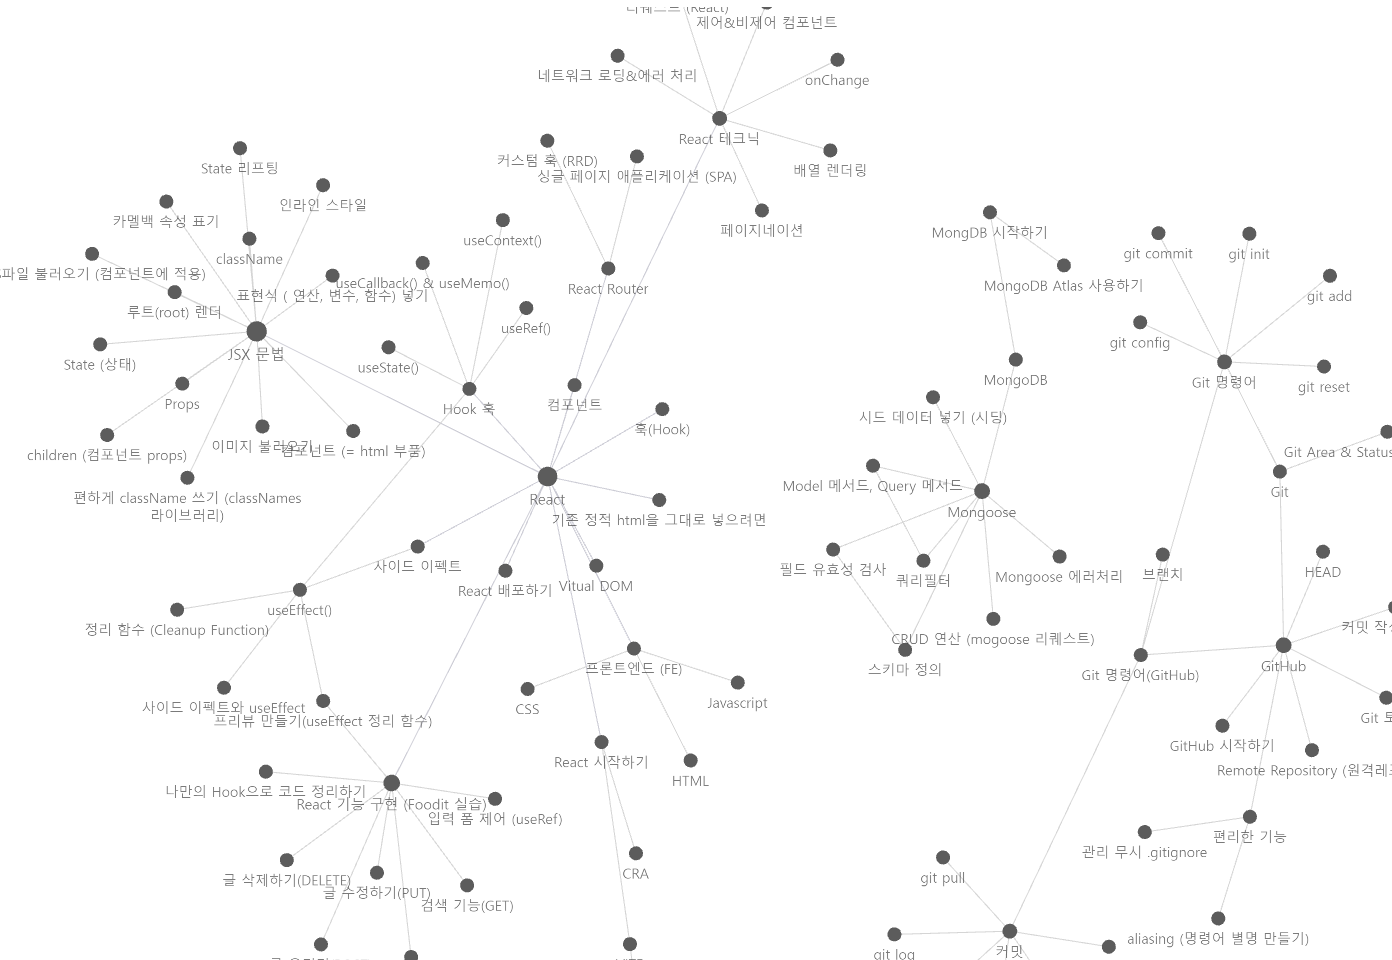 제어&비제어 컴포넌트
네트워크 로딩&에러 처리
onChange
React 테크닉
커스텀 훅 (RRD)
싱글 페이지 애플리케이션 (SPA)
배열 렌더링
State 리프팅
인라인 스타일
카멜백 속성 표기
페이지네이션
useContext()
MongDB 시작하기
git commit
git init
className
파일 불러오기 (컴포넌트에 적용)
useCallback() & useMemo()
표현식 ( 연산, 변수, 함수) 넣기
React Router
MongoDB Atlas 사용하기
git add
루트(root) 렌더
useRef()
JSX 문법
State (상태)
useState()
git config
MongoDB
Git 명령어
git reset
Props
Hook 훅
컴포넌트
시드 데이터 넣기 (시딩)
훅(Hook)
이미지 불러오기
컴포넌트 (= html 부품)
children (컴포넌트 props)
Git Area & Status
Model 메서드, Query 메서드
Git
편하게 className 쓰기 (classNames
라이브러리)
React
기존 정적 html을 그대로 넣으려면
Mongoose
사이드 이펙트
필드 유효성 검사
쿼리필터
Mongoose 에러처리
브랜치
HEAD
React 배포하기
Vitual DOM
useEffect()
정리 함수 (Cleanup Function)
CRUD 연산 (mogoose 리퀘스트)
커밋 작성
프론트엔드 (FE)
스키마 정의
Git 명령어(GitHub)
GitHub
사이드 이펙트와 useEffect
프리뷰 만들기(useEffect 정리 함수)
CSS
Javascript
Git 토
GitHub 시작하기
React 시작하기
HTML
Remote Repository (원격레포
나만의 Hook으로 코드 정리하기
React 기능 구현 (Foodit 실습)
입력 폼 제어 (useRef)
편리한 기능
관리 무시 .gitignore
CRA
글 삭제하기(DELETE)
글 수정하기(PUT)
검색 기능(GET)
git pull
aliasing (명령어 별명 만들기)
git log
커밋